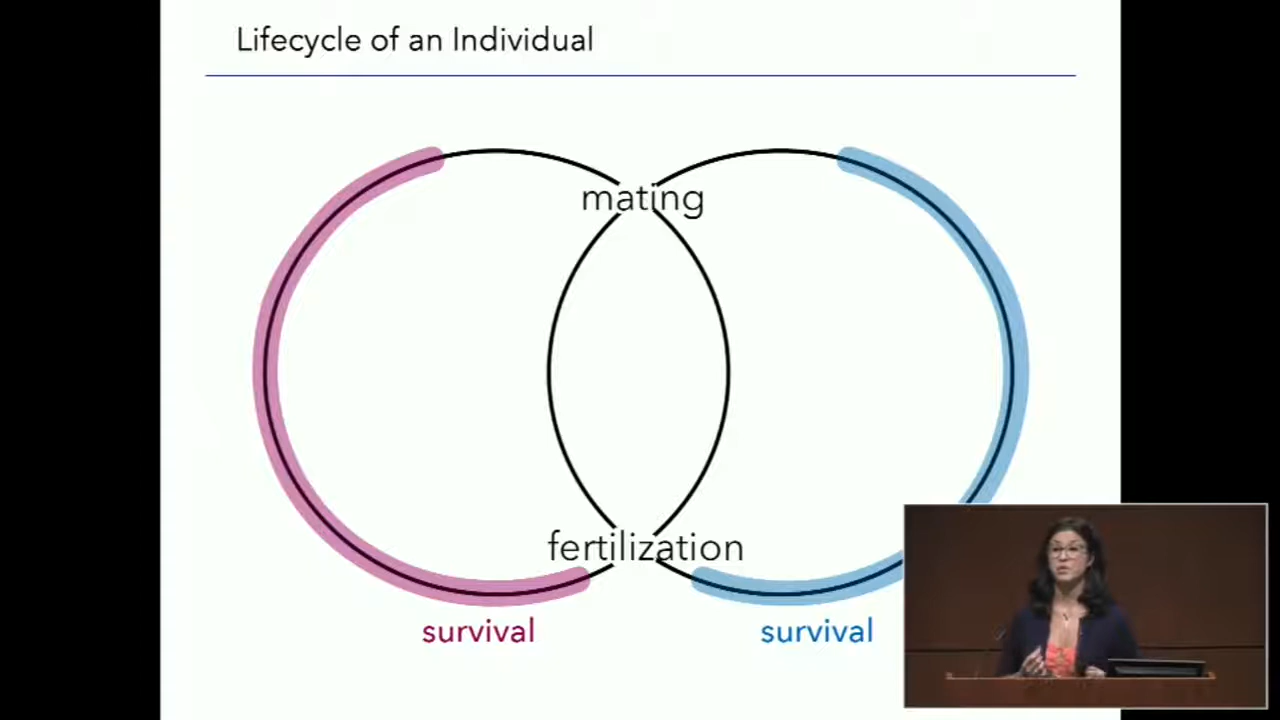 Lifecycle of an Individual
mating
fertilization
survival
survival